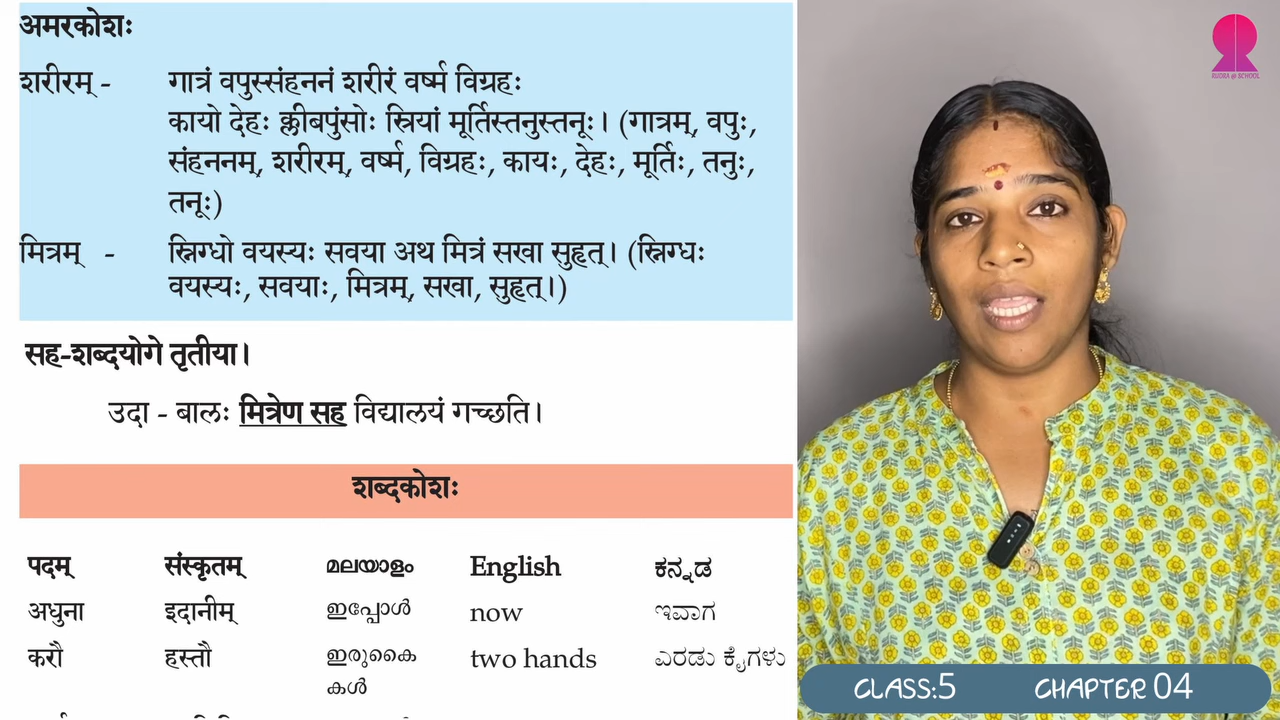 अमरकोशः
शरीरम् - गात्रं वपुस्संहननं शरीरं वर्ष्म विग्रहः
कायो देहः क्लीबपुंसोः स्त्रियां मूर्तिस्तनुस्तनूः। (गात्रम्, वपुः,
संहननम्, शरीरम्, वर्ष्म, विग्रहः, कायः, देहः, मूर्तिः, तनुः,
तनूः)
मित्रम् - स्निग्धो वयस्यः सवया अथ मित्रं सखा सुहृत्। (स्निग्धः
वयस्यः, सवयाः, मित्रम्, सखा, सुहृत्।)
सह-शब्दयोगे तृतीया।
उदा - बालः मित्रेण सह विद्यालयं गच्छति।
शब्दकोशः
पदम् संस्कृतम् മലയാളം English ಕನ್ನಡ
अधुना इदानीम् ഇപ്പോൾ now ಇವಾಗ
करौ हस्तौ ഇരുകൈ two hands ಎರಡು ಕೈಗಳು
കൾ
RUDRA @ SCHOOL
CLASS:5 CHAPTER 04